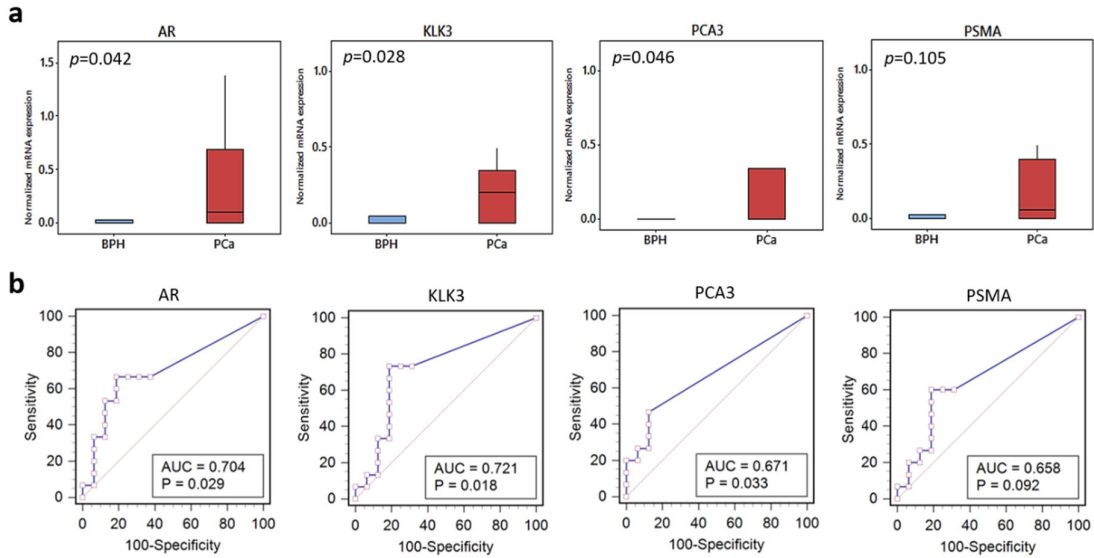 a
AR
Normalized mRNA expression
1.5
1.0
0.5
0.0
p=0.042
BPH PCa
KLK3
Normalized mRNA expression
1.0
0.5
0.0
p=0.028
BPH PCa
PCA3
Normalized mRNA expression
1.0
0.5
0.0
p=0.046
BPH PCa
PSMA
Normalized mRNA expression
1.0
0.5
0.0
p=0.105
BPH PCa
b
AR
Sensitivity
100
80
60
40
20
0
AUC = 0.704
P = 0.029
0 20 40 60 80 100
100-Specificity
KLK3
Sensitivity
100
80
60
40
20
0
AUC = 0.721
P = 0.018
0 20 40 60 80 100
100-Specificity
PCA3
Sensitivity
100
80
60
40
20
0
AUC = 0.671
P = 0.033
0 20 40 60 80 100
100-Specificity
PSMA
Sensitivity
100
80
60
40
20
0
AUC = 0.658
P = 0.092
0 20 40 60 80 100
100-Specificity